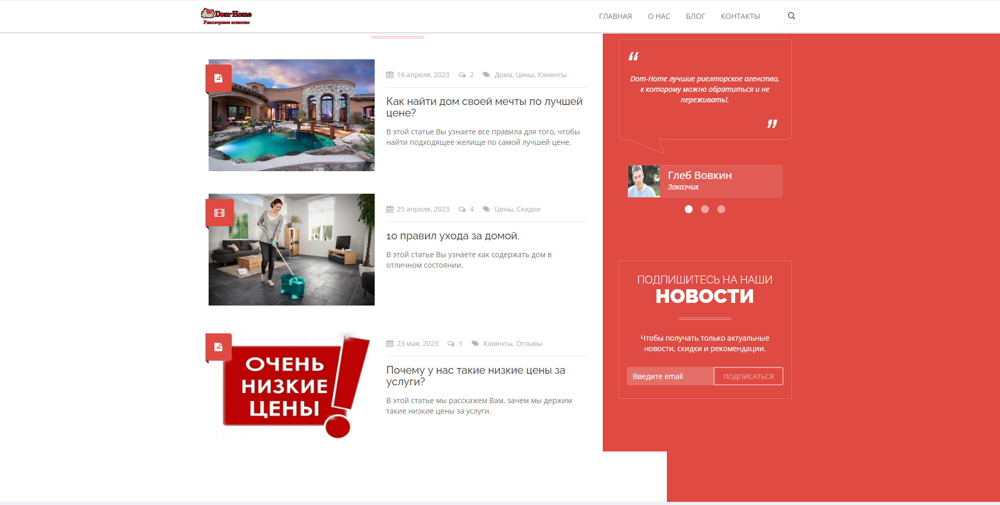 Dom-Home
Риелторское агенство
ГЛАВНАЯ
О НАС
БЛОГ
КОНТАКТЫ
16 апреля, 2023 2 Дома, Цены, Клиенты
Как найти дом своей мечты по лучшей
цене?
В этой статье Вы узнаете все правила для того, чтобы
найти подходящее желище по самой лучшей цене.
25 апреля, 2023 4 Цены, Скидки
10 правил ухода за домой.
В этой статье Вы узнаете как содержать дом в
отличном состоянии.
ОЧЕНЬ
НИЗКИЕ
ЦЕНЫ
23 мая, 2023 1 Клиенты, Отзывы
Почему у нас такие низкие цены за
услуги?
В этой статье мы расскажем Вам, зачем мы держим
такие низкие цены за услуги.
“
Dom-Home лучшие риелторское агенство,
к которому можно обратиться и не
переживать!.
”
Глеб Вовкин
Заказчик
ПОДПИШИТЕСЬ НА НАШИ
НОВОСТИ
Чтобы получать только актуальные
новости, скидки и рекомендации.
Введите email
ПОДПИСАТЬСЯ